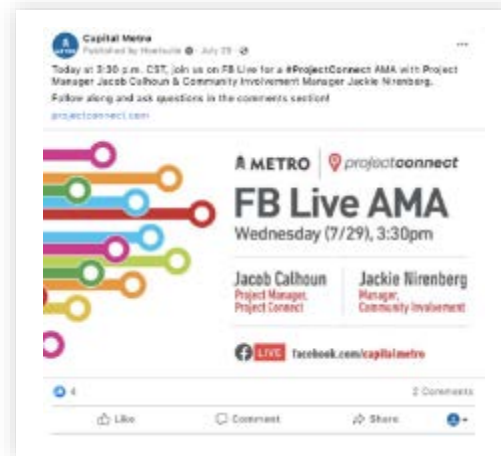 Capital Metro
Published by Hootsuite · July 29 ·
Today at 3:30 p.m. CST, join us on FB Live for a #ProjectConnect AMA with Project
Manager Jacob Calhoun & Community Involvement Manager Jackie Nirenberg.
Follow along and ask questions in the comments section!
projectconnect.com
METRO
METRO
projectconnect
FB Live AMA
Wednesday (7/29), 3:30pm
Jacob Calhoun
Project Manager,
Project Connect
Jackie Nirenberg
Manager,
Community Involvement
LIVE facebook.com/capitalmetro
4
2 Comments
Like Comment Share